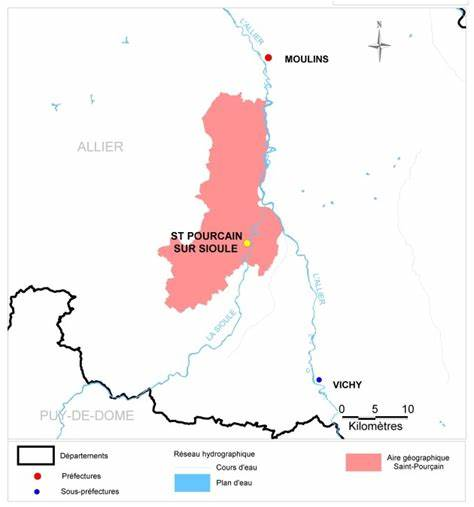 L'ALLIER
MOULINS
ALLIER
ST POURCAIN
SUR SIOULE
L'ALLIER
LA SIOULE
VICHY
PUY-DE-DOME
0 5 10
Kilomètres
Départements
Préfectures
Sous-préfectures
Réseau hydrographique
Cours d'eau
Plan d'eau
Aire géographique
Saint-Pourçain